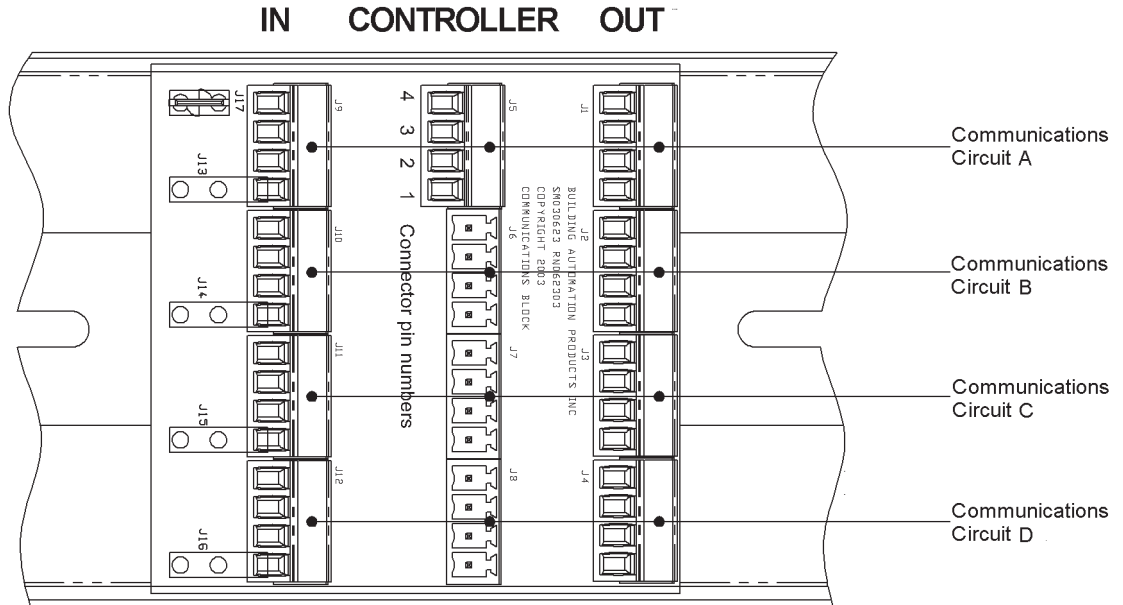 IN CONTROLLER OUT
J17
J9
4
J5
J1
3
2
1
J13
Communications
Circuit A
BUILDING AUTOMATION PRODUCTS INC
SM030623 RND62303
COPYRIGHT 2003
COMMUNICATIONS BLOCK
J10
J6
J2
Connector pin numbers
J14
Communications
Circuit B
J11
J7
J3
J15
Communications
Circuit C
J12
J8
J4
J16
Communications
Circuit D